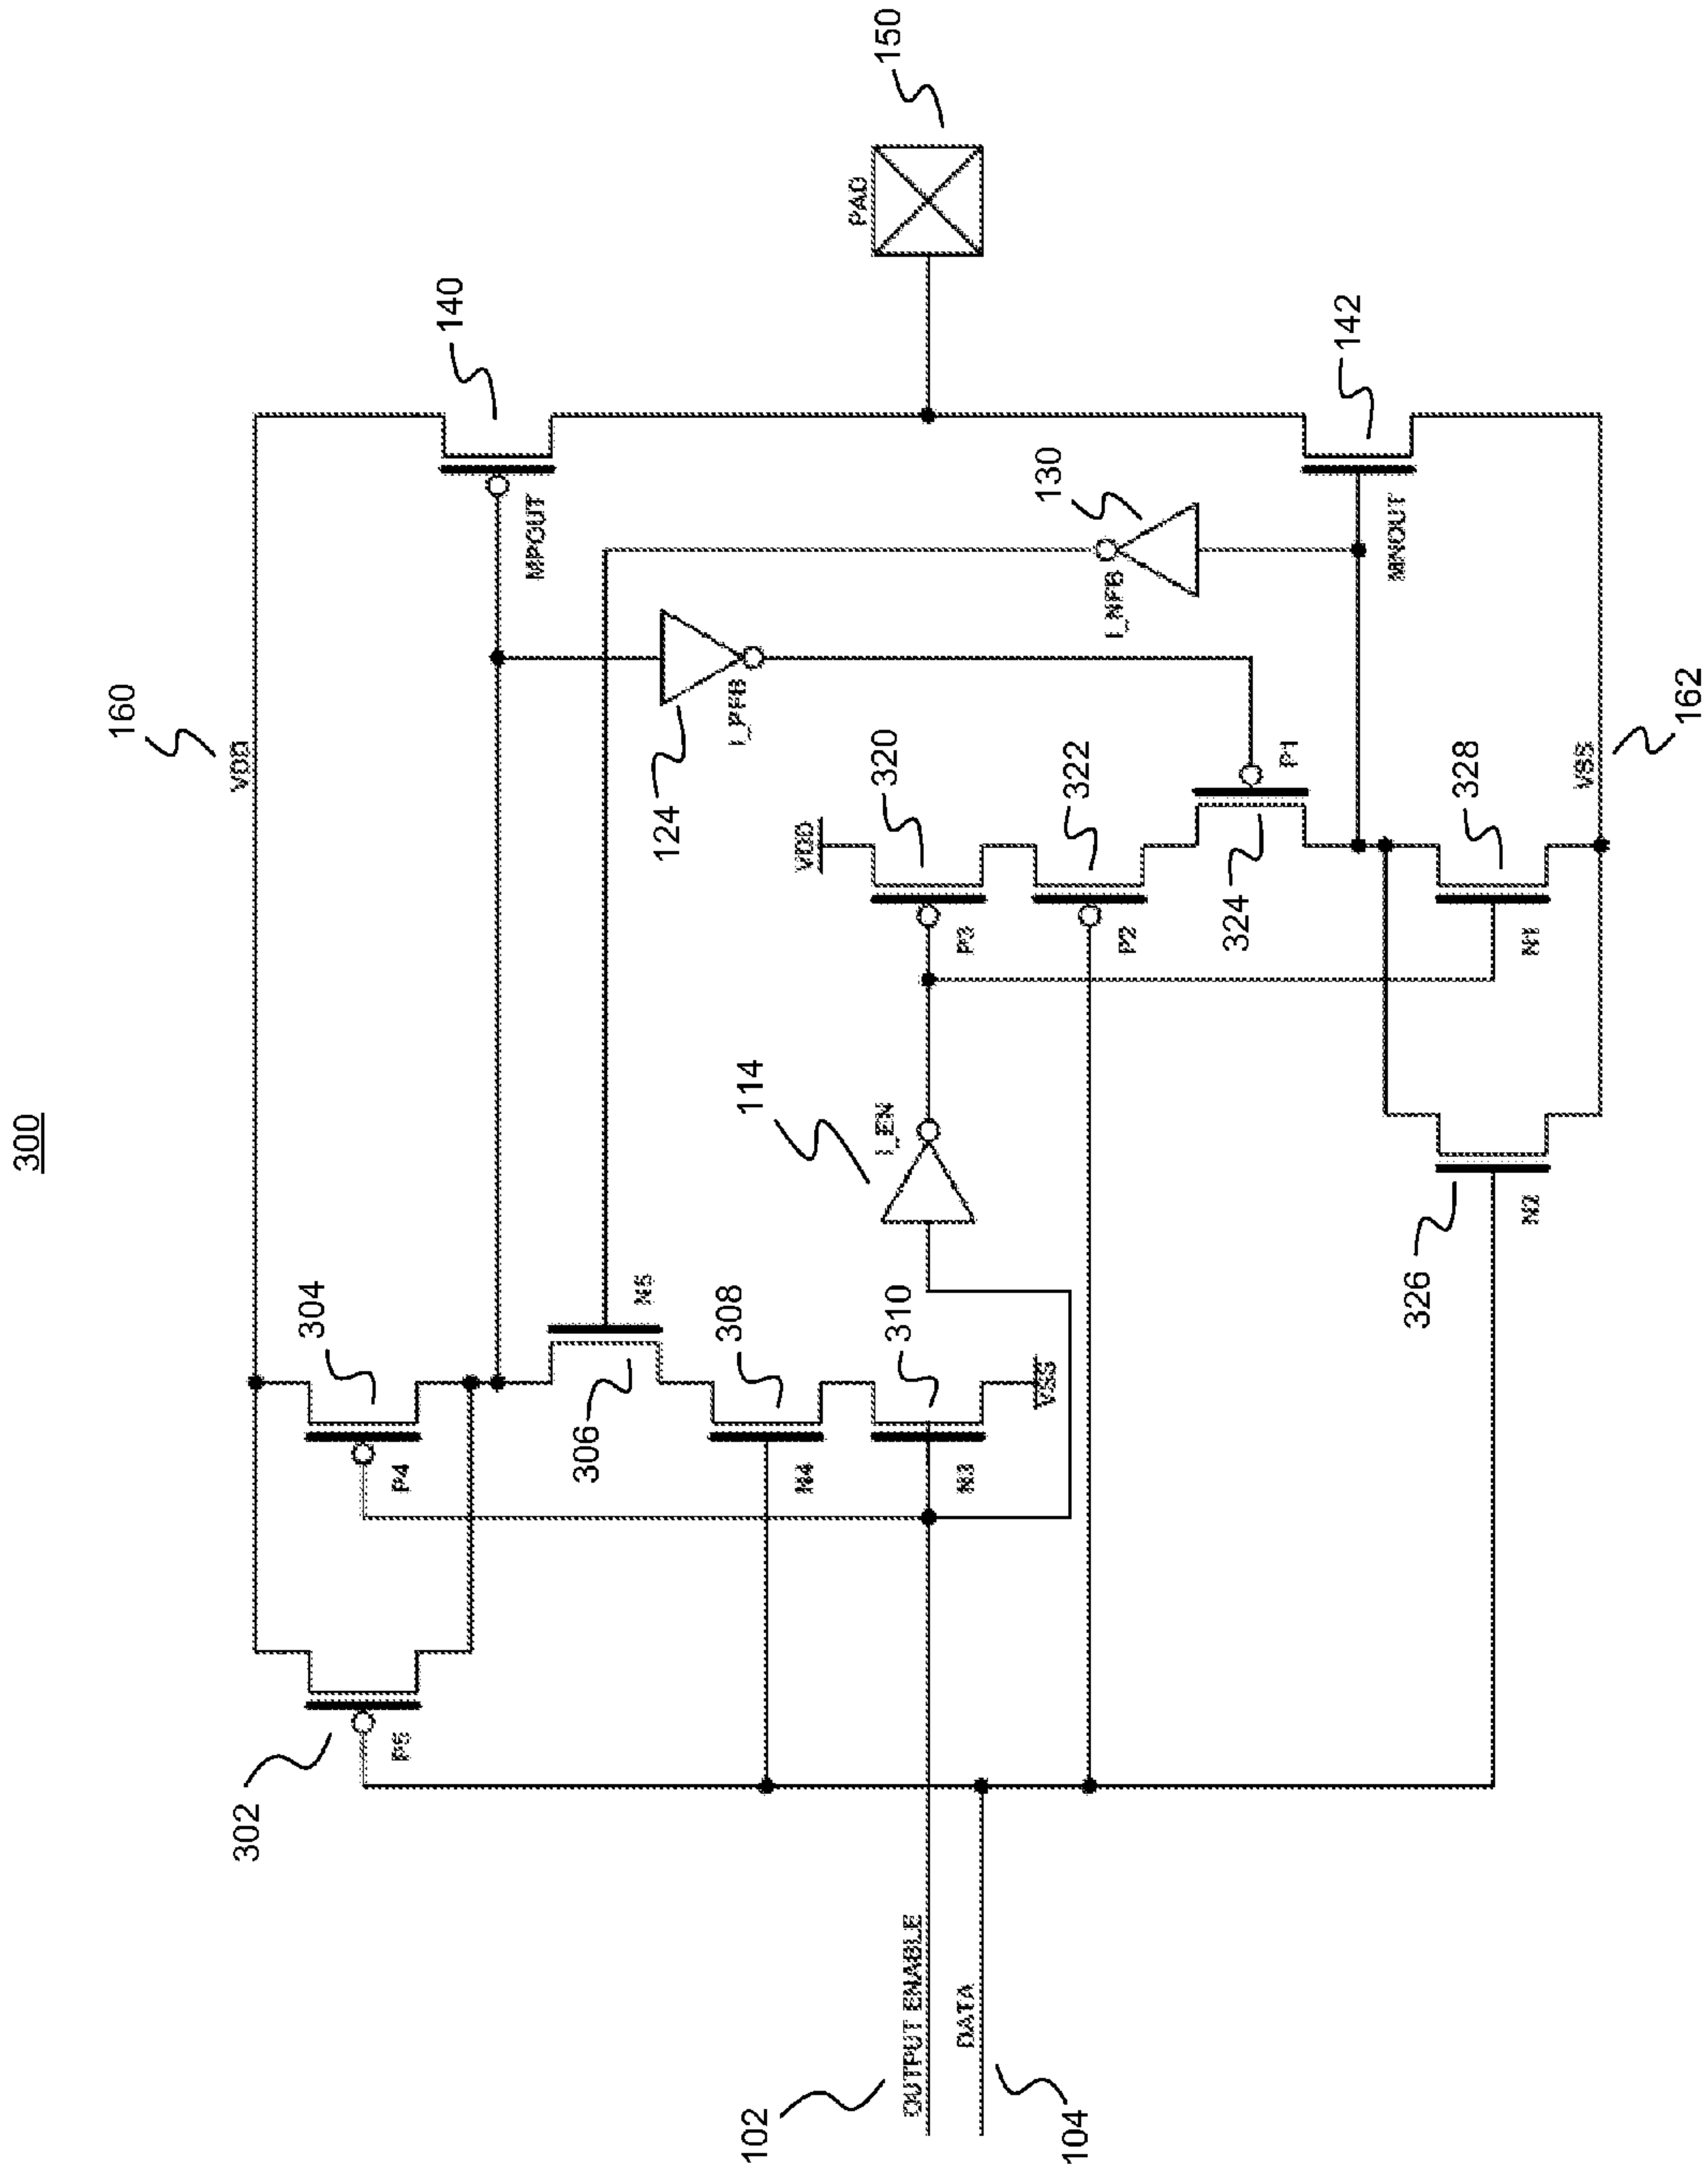 300
160
VDD
304
P4
302
P5
140
MPOUT
306
N5
124
I_PFB
130
I_NFB
PAD
150
308
N4
310
N3
VSS
114
I_EN
VDD
320
P3
322
P2
324
P1
102
OUTPUT ENABLE
DATA
104
142
MNOUT
326
N2
328
N1
VSS
162